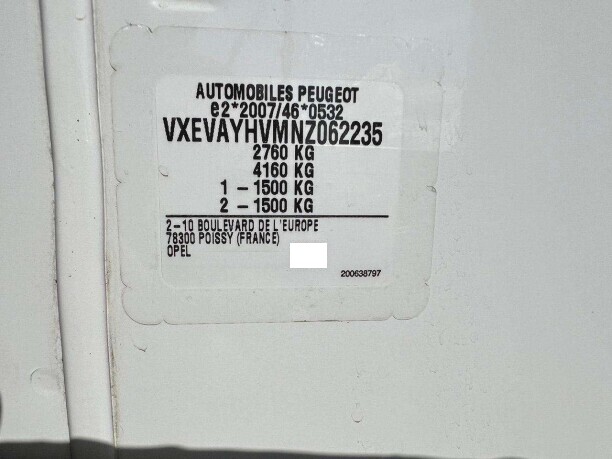 AUTOMOBILES PEUGEOT
e2*2007/46*0532
VXEVAYHVMNZ062235
2760 KG
4160 KG
1 - 1500 KG
2 - 1500 KG
2-10 BOULEVARD DE L'EUROPE
78300 POISSY (FRANCE)
OPEL
200638797